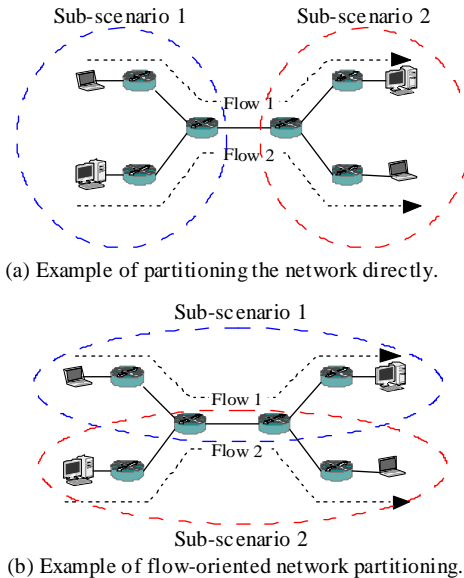 Sub-scenario 1
Sub-scenario 2
Flow 1
Flow 2
(a) Example of partitioning the network directly.
Sub-scenario 1
Flow 1
Flow 2
Sub-scenario 2
(b) Example of flow-oriented network partitioning.